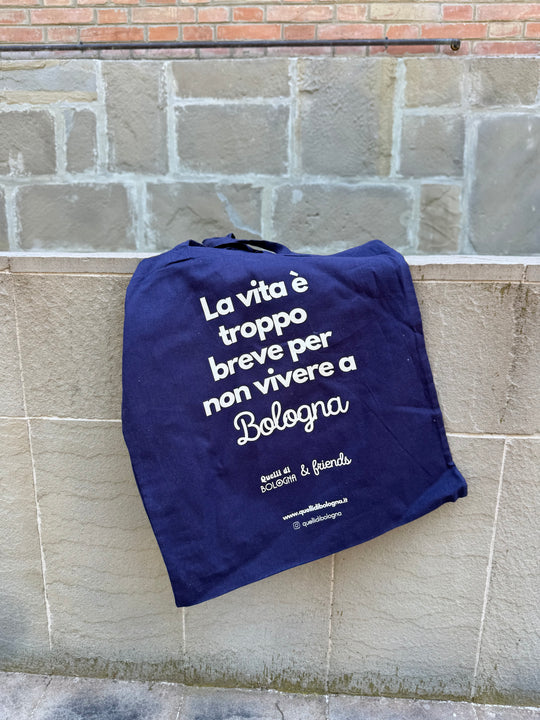 La vita è
troppo
breve per
non vivere a
Bologna
Quelli di
BOLOGNA & friends
www.quellidibologna.it
quellidibologna